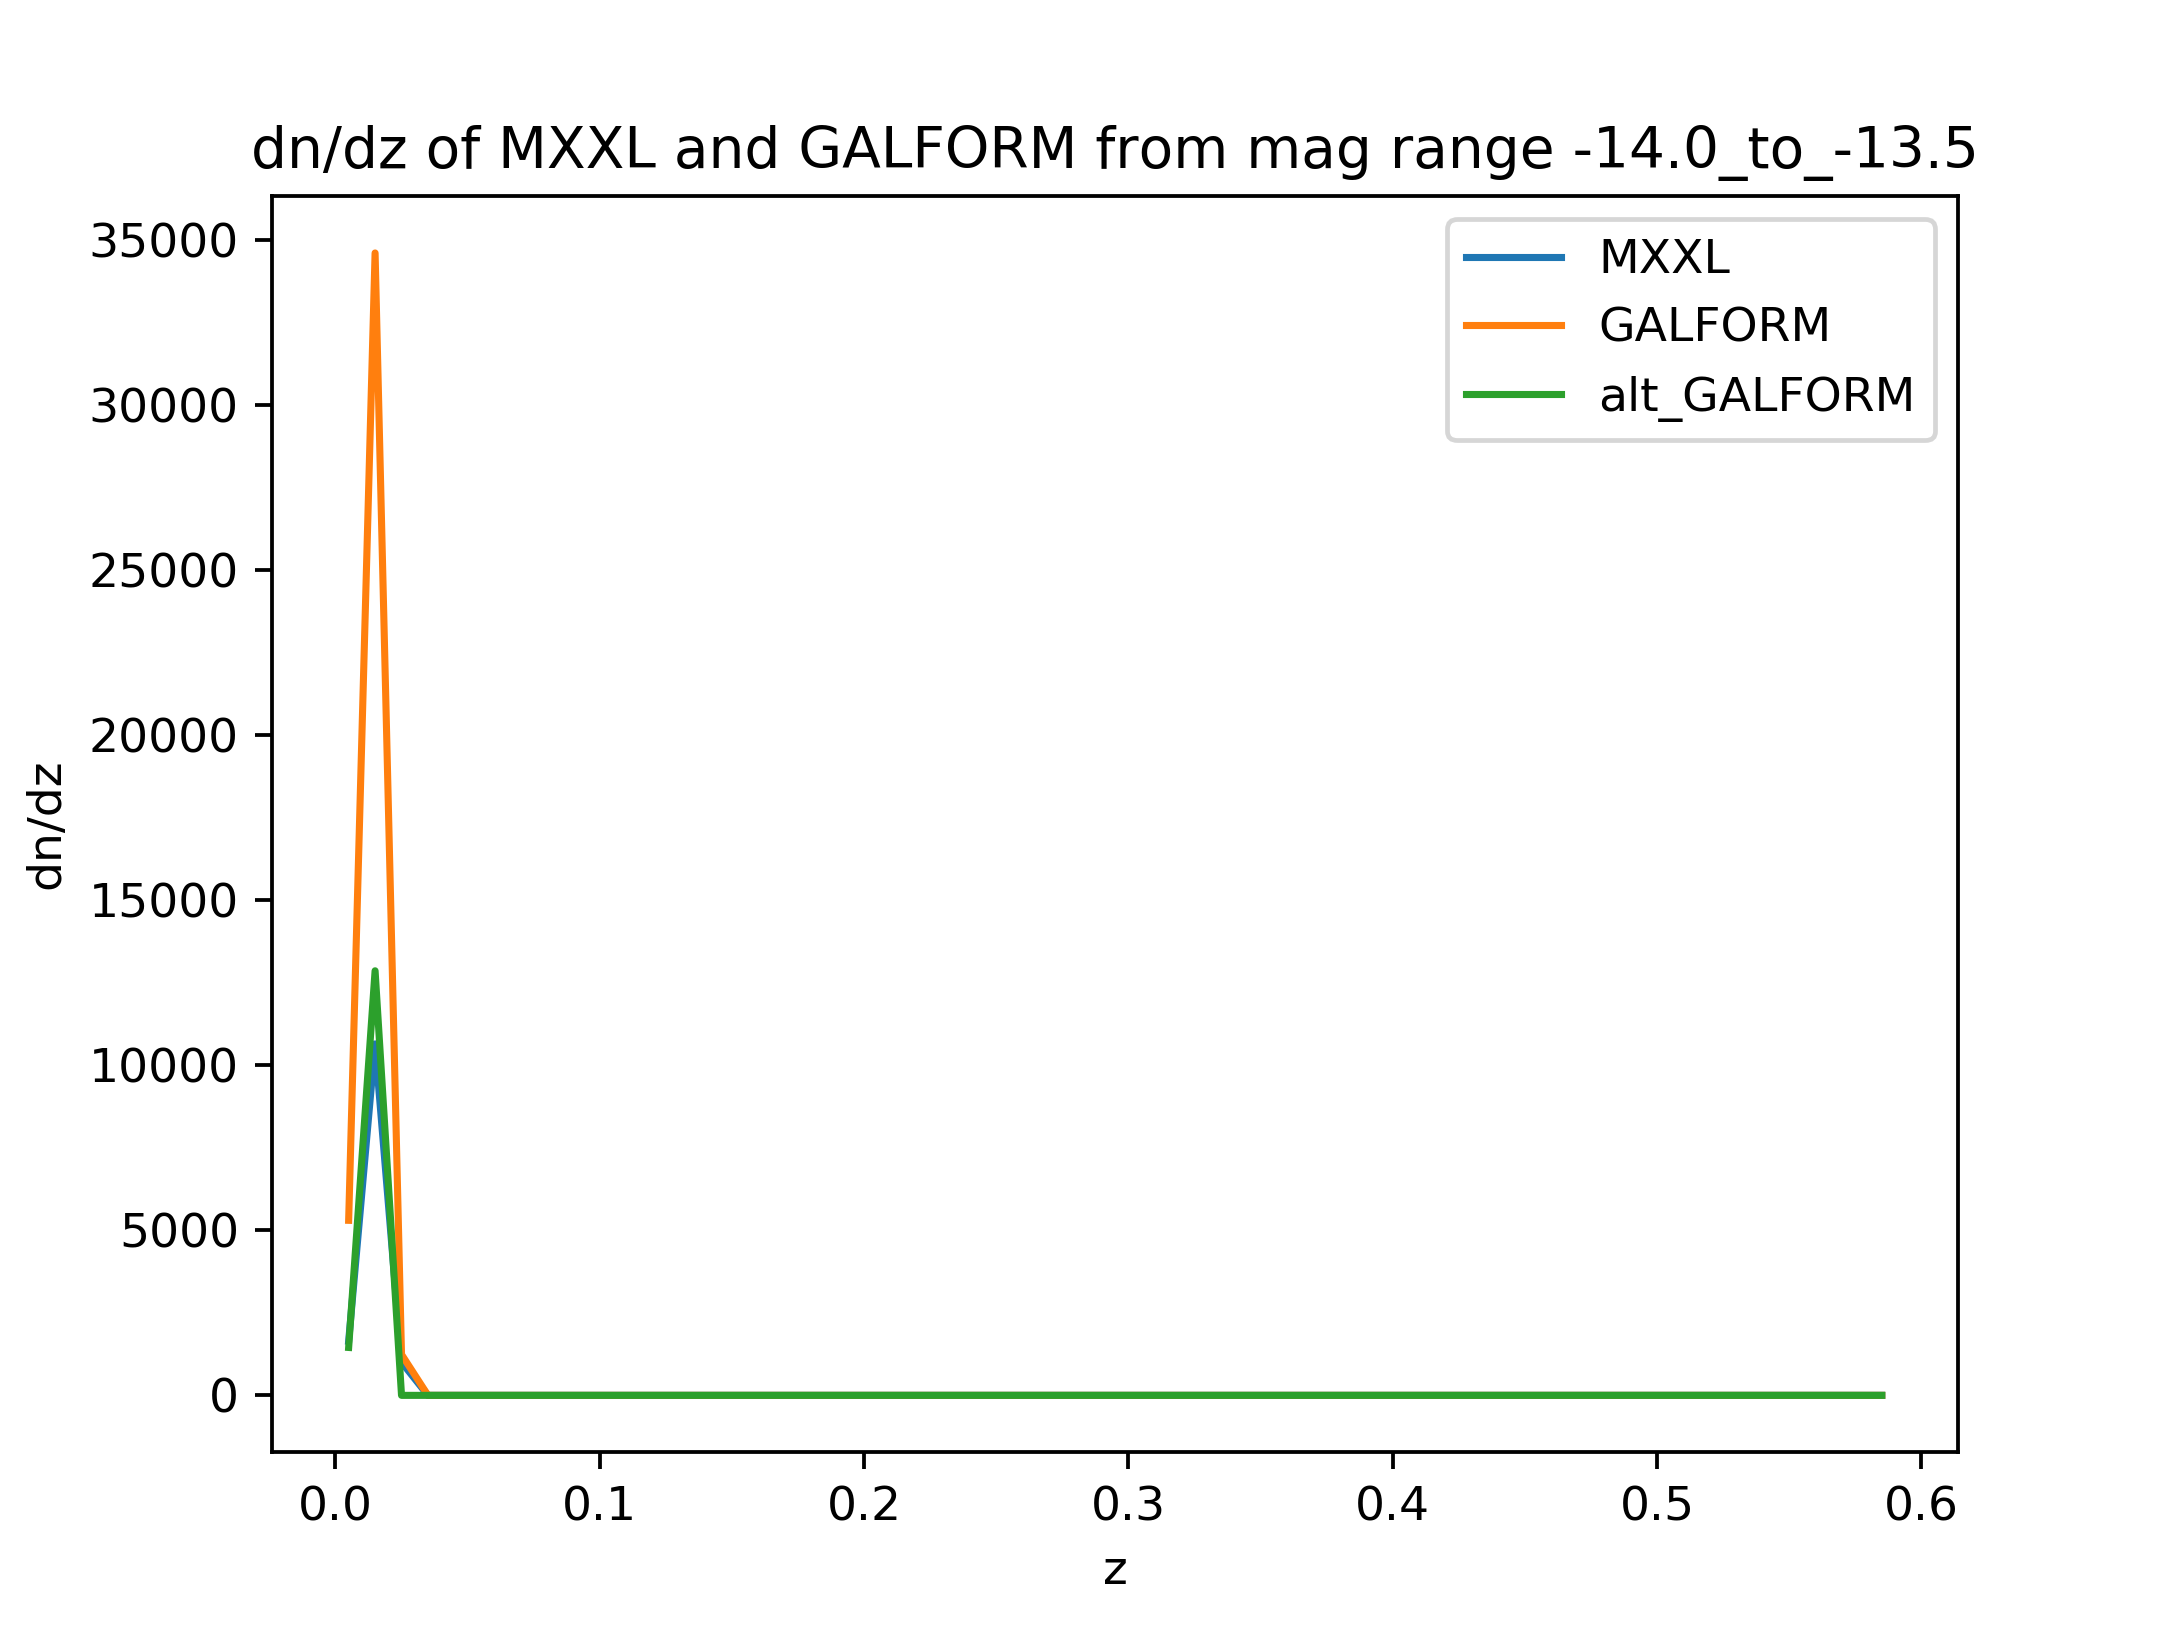 dn/dz of MXXL and GALFORM from mag range -14.0_to_-13.5
MXXL
GALFORM
alt_GALFORM
35000
30000
25000
20000
15000
10000
5000
0
dn/dz
0.0 0.1 0.2 0.3 0.4 0.5 0.6
z